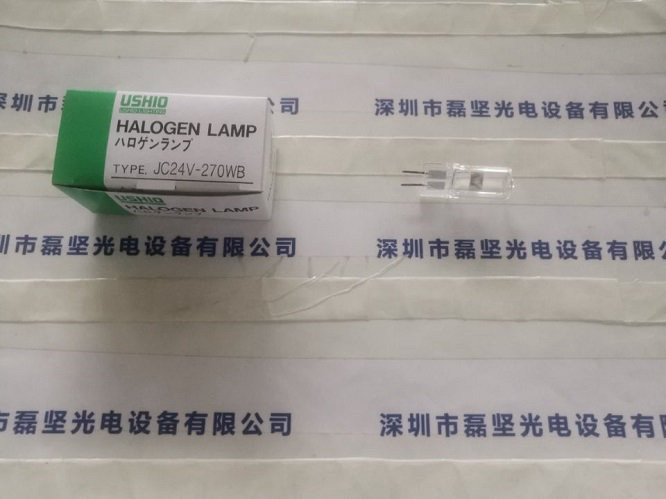 深圳市磊坚光电设备有限公司
USHIO
USHIO LIGHTING
HALOGEN LAMP
ハロゲンランプ
TYPE. JC24V-270WB
USHIO
HALOGEN LAMP
圳市磊坚光电设备有限公司
深圳市磊坚光电设备有限公
圳市磊坚光电设备有限公司
深圳市磊坚光电设备有限公司